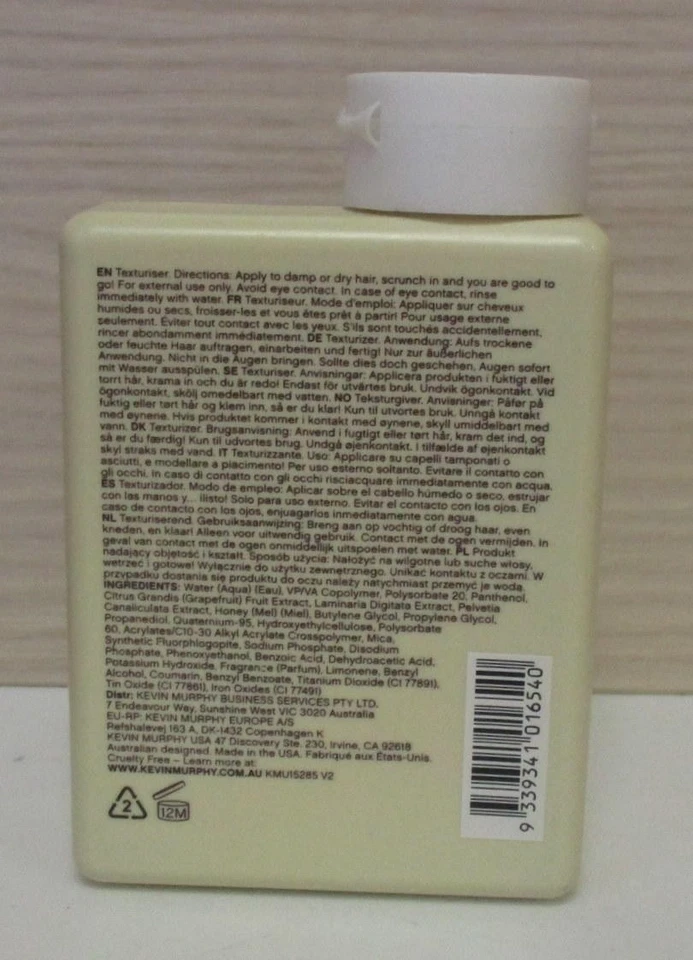 EN Texturiser. Directions: Apply to damp or dry hair, scrunch in and you are good to
go! For external use only. Avoid eye contact. In case of eye contact, rinse
immediately with water. FR Texturiseur. Mode d'emploi: Appliquer sur cheveux
humides ou secs, froisser-les et vous êtes prêt à partir! Pour usage externe
seulement. Éviter tout contact avec les yeux. S'ils sont touchés accidentellement,
rincer abondamment immédiatement. DE Texturizer. Anwendung: Aufs trockene
oder feuchte Haar auftragen, einarbeiten und fertig! Nur zur äußerlichen
Anwendung. Nicht in die Augen bringen. Sollte dies doch geschehen, Augen sofort
mit Wasser ausspülen. SE Texturiser. Anvisningar: Applicera produkten i fuktigt eller
torrt hår, krama in och du är redo! Endast för utvärtes bruk. Undvik ögonkontakt. Vid
ögonkontakt, skölj omedelbart med vatten. NO Teksturgiver. Anvisninger: Påfør på
fuktig eller tørt hår og klem inn, så er du klar! Kun til utvortes bruk. Unngå kontakt
med øynene. Hvis produktet kommer i kontakt med øynene, skyll umiddelbart med
vann. DK Texturizer. Brugsanvisning: Anvend i fugtigt eller tørt hår, kram det ind, og
så er du færdig! Kun til udvortes brug. Undgå øjenkontakt. I tilfælde af øjenkontakt
skyl straks med vand. IT Texturizzante. Uso: Applicare su capelli tamponati o
asciutti, e modellare a piacimento! Per uso esterno soltanto. Evitare il contatto con
gli occhi. In caso di contatto con gli occhi risciacquare immediatamente con acqua.
ES Texturizador. Modo de empleo: Aplicar sobre el cabello húmedo o seco, estrujar
con las manos y... ¡listo! Solo para uso externo. Evitar el contacto con los ojos. En
caso de contacto con los ojos, enjuagarlos inmediatamente con agua.
NL Texturiserend. Gebruiksaanwijzing: Breng aan op vochtig of droog haar, even
kneden, en klaar! Alleen voor uitwendig gebruik. Contact met de ogen vermijden. In
geval van contact met de ogen onmiddellijk uitspoelen met water. PL Produkt
nadający objętość i kształt. Sposób użycia: Nałożyć na wilgotne lub suche włosy,
wetrzeć i gotowe! Wyłącznie do użytku zewnętrznego. Unikać kontaktu z oczami. W
przypadku dostania się produktu do oczu należy natychmiast przemyć je wodą.
INGREDIENTS: Water (Aqua) (Eau), VP/VA Copolymer, Polysorbate 20, Panthenol,
Citrus Grandis (Grapefruit) Fruit Extract, Laminaria Digitata Extract, Pelvetia
Canaliculata Extract, Honey (Mel) (Miel), Butylene Glycol, Propylene Glycol,
Propanediol, Quaternium-95, Hydroxyethylcellulose, Polysorbate
60, Acrylates/C10-30 Alkyl Acrylate Crosspolymer, Mica,
Synthetic Fluorphlogopite, Sodium Phosphate, Disodium
Phosphate, Phenoxyethanol, Benzoic Acid, Dehydroacetic Acid,
Potassium Hydroxide, Fragrance (Parfum), Limonene, Benzyl
Alcohol, Coumarin, Benzyl Benzoate, Titanium Dioxide (CI 77891),
Tin Oxide (CI 77861), Iron Oxides (CI 77491)
Distr: KEVIN MURPHY BUSINESS SERVICES PTY LTD.
7 Endeavour Way, Sunshine West VIC 3020 Australia
EU-RP: KEVIN MURPHY EUROPE A/S
Refshalevej 163 A, DK-1432 Copenhagen K
KEVIN MURPHY USA 47 Discovery Ste. 230, Irvine, CA 92618
Australian designed. Made in the USA. Fabriqué aux États-Unis.
Cruelty Free – Learn more at:
WWW.KEVINMURPHY.COM.AU KMU15285 V2
2
12M
9 339341 016540